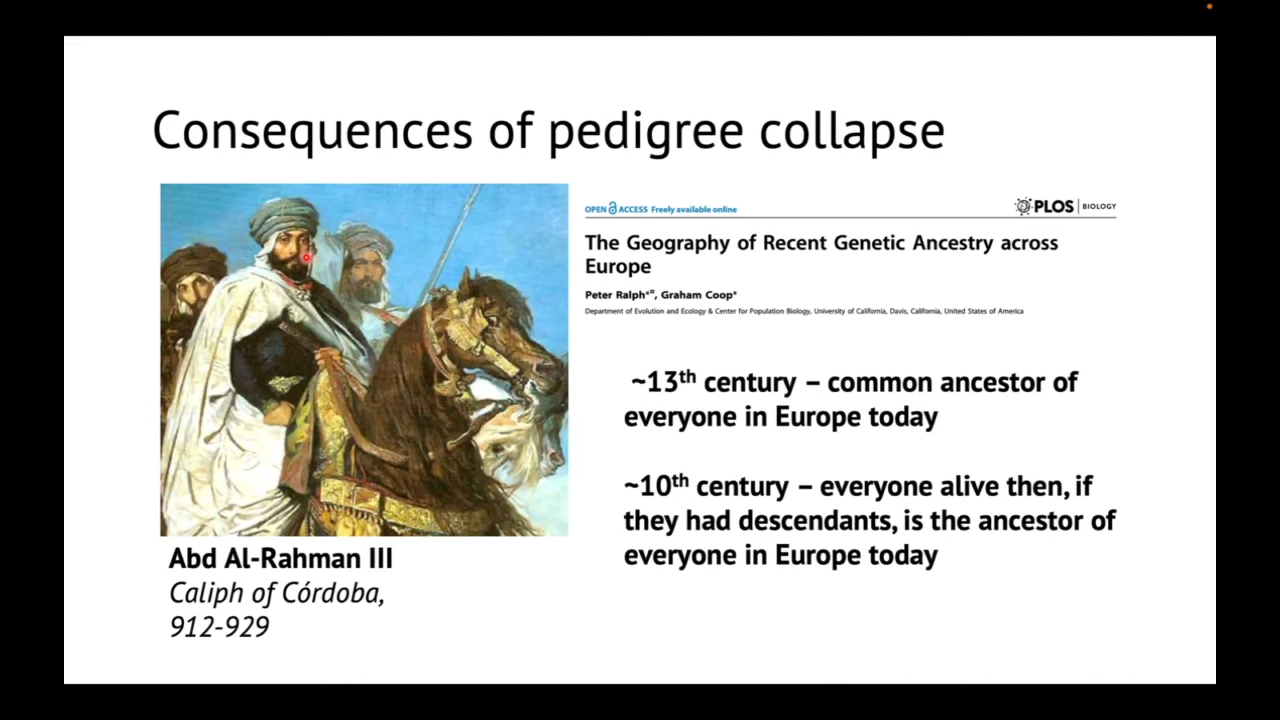 Consequences of pedigree collapse
OPEN ACCESS Freely available online
PLOS BIOLOGY
The Geography of Recent Genetic Ancestry across
Europe
Peter Ralph*¤, Graham Coop*
Department of Evolution and Ecology & Center for Population Biology, University of California, Davis, California, United States of America
~13th century – common ancestor of
everyone in Europe today
~10th century – everyone alive then, if
they had descendants, is the ancestor of
everyone in Europe today
Abd Al-Rahman III
Caliph of Córdoba,
912-929